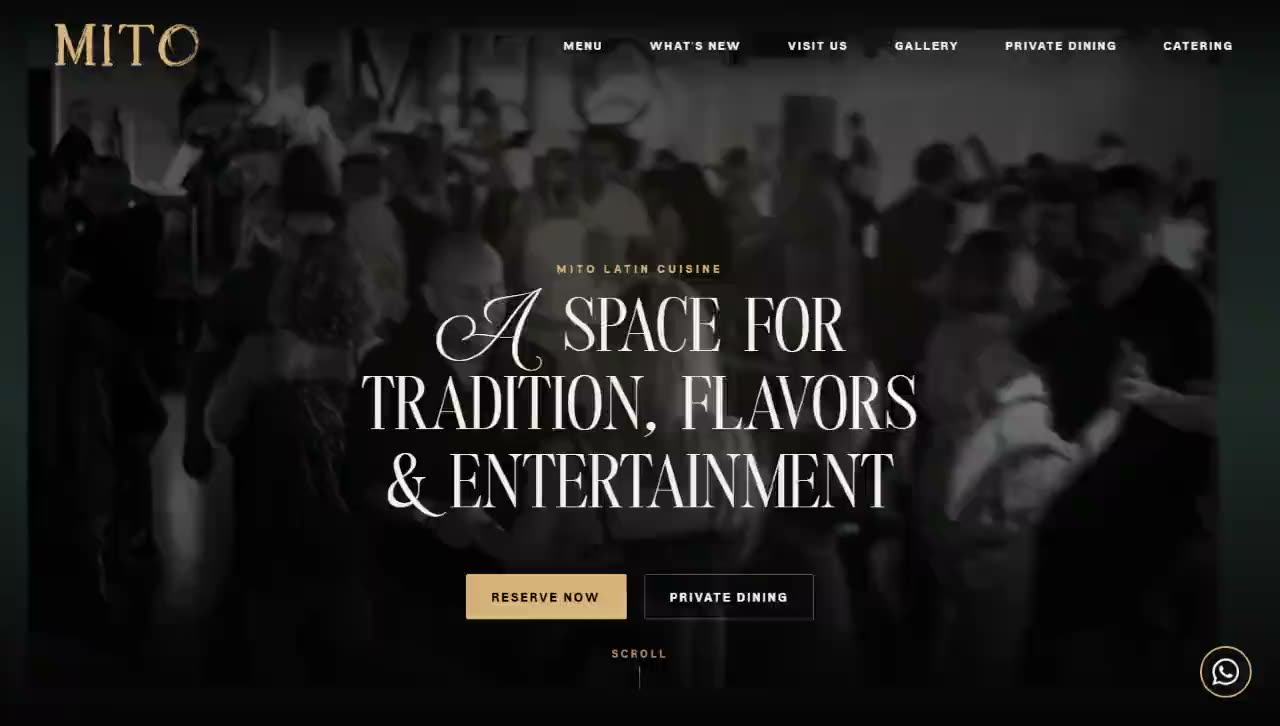 MITO
MENU WHAT'S NEW VISIT US GALLERY PRIVATE DINING CATERING
MITO LATIN CUISINE
A SPACE FOR
TRADITION, FLAVORS
& ENTERTAINMENT
RESERVE NOW PRIVATE DINING
SCROLL